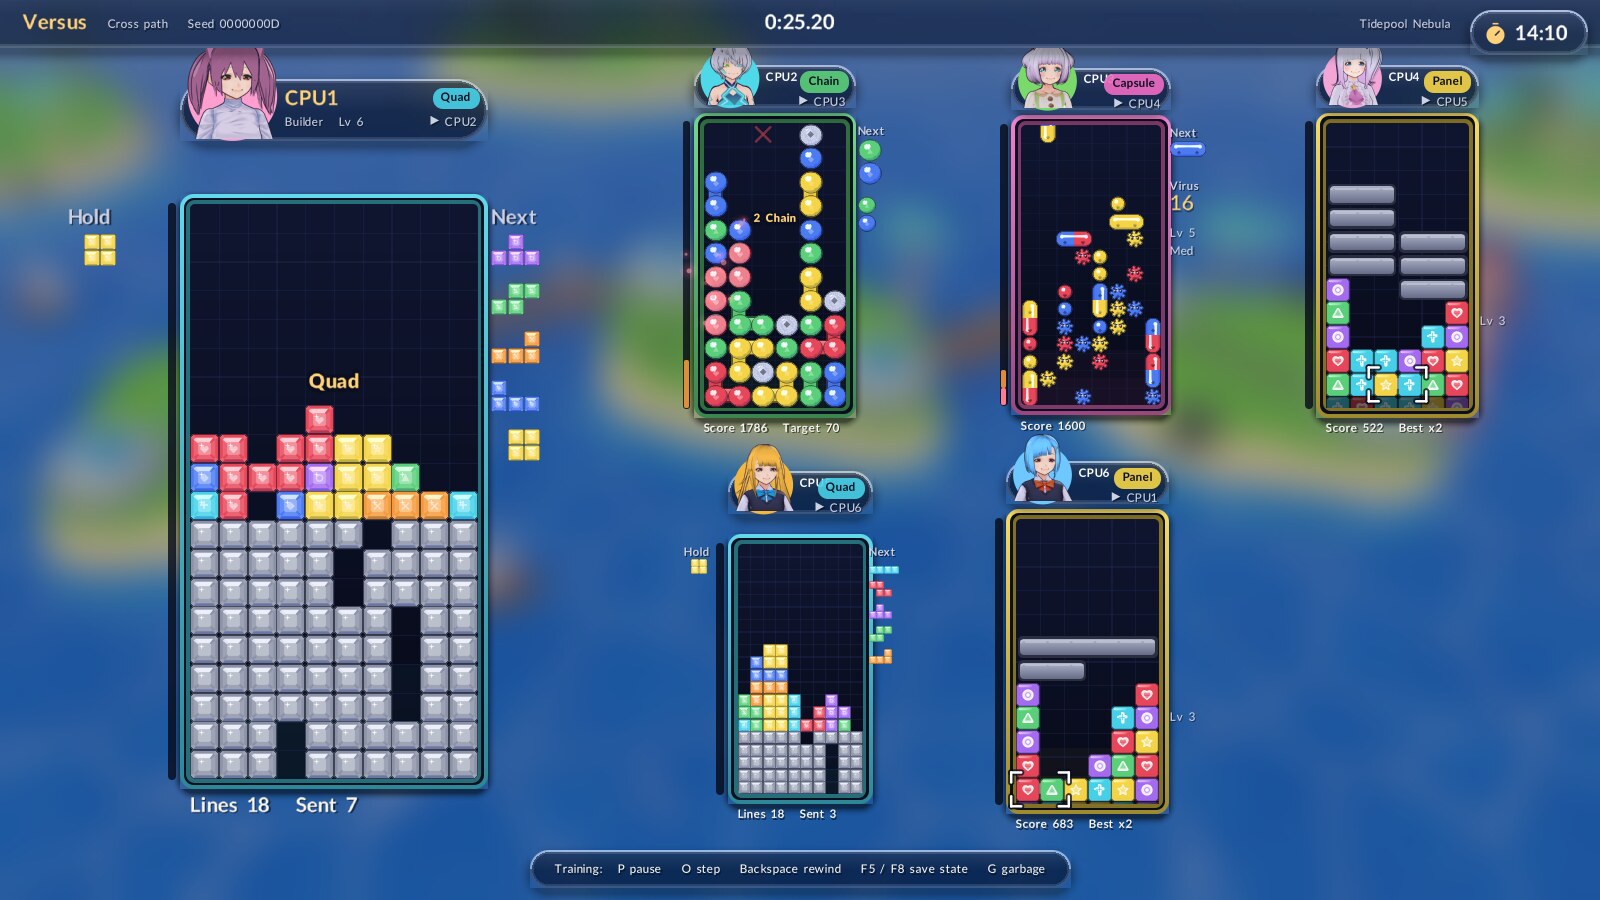 Versus Cross path Seed 0000000D
0:25.20
Tidepool Nebula
14:10
CPU1 Quad
Builder Lv 6 ▶ CPU2
CPU2 Chain
▶ CPU3
Capsule
▶ CPU4
CPU4 Panel
▶ CPU5
Hold
Next
Quad
Lines 18 Sent 7
Next
2 Chain
Score 1786 Target 70
Next
Virus
16
Lv 5
Med
Score 1600
Lv 3
Score 522 Best x2
Quad
▶ CPU6
Hold
Next
Lines 18 Sent 3
CPU6 Panel
▶ CPU1
Lv 3
Score 683 Best x2
Training: P pause O step Backspace rewind F5 / F8 save state G garbage